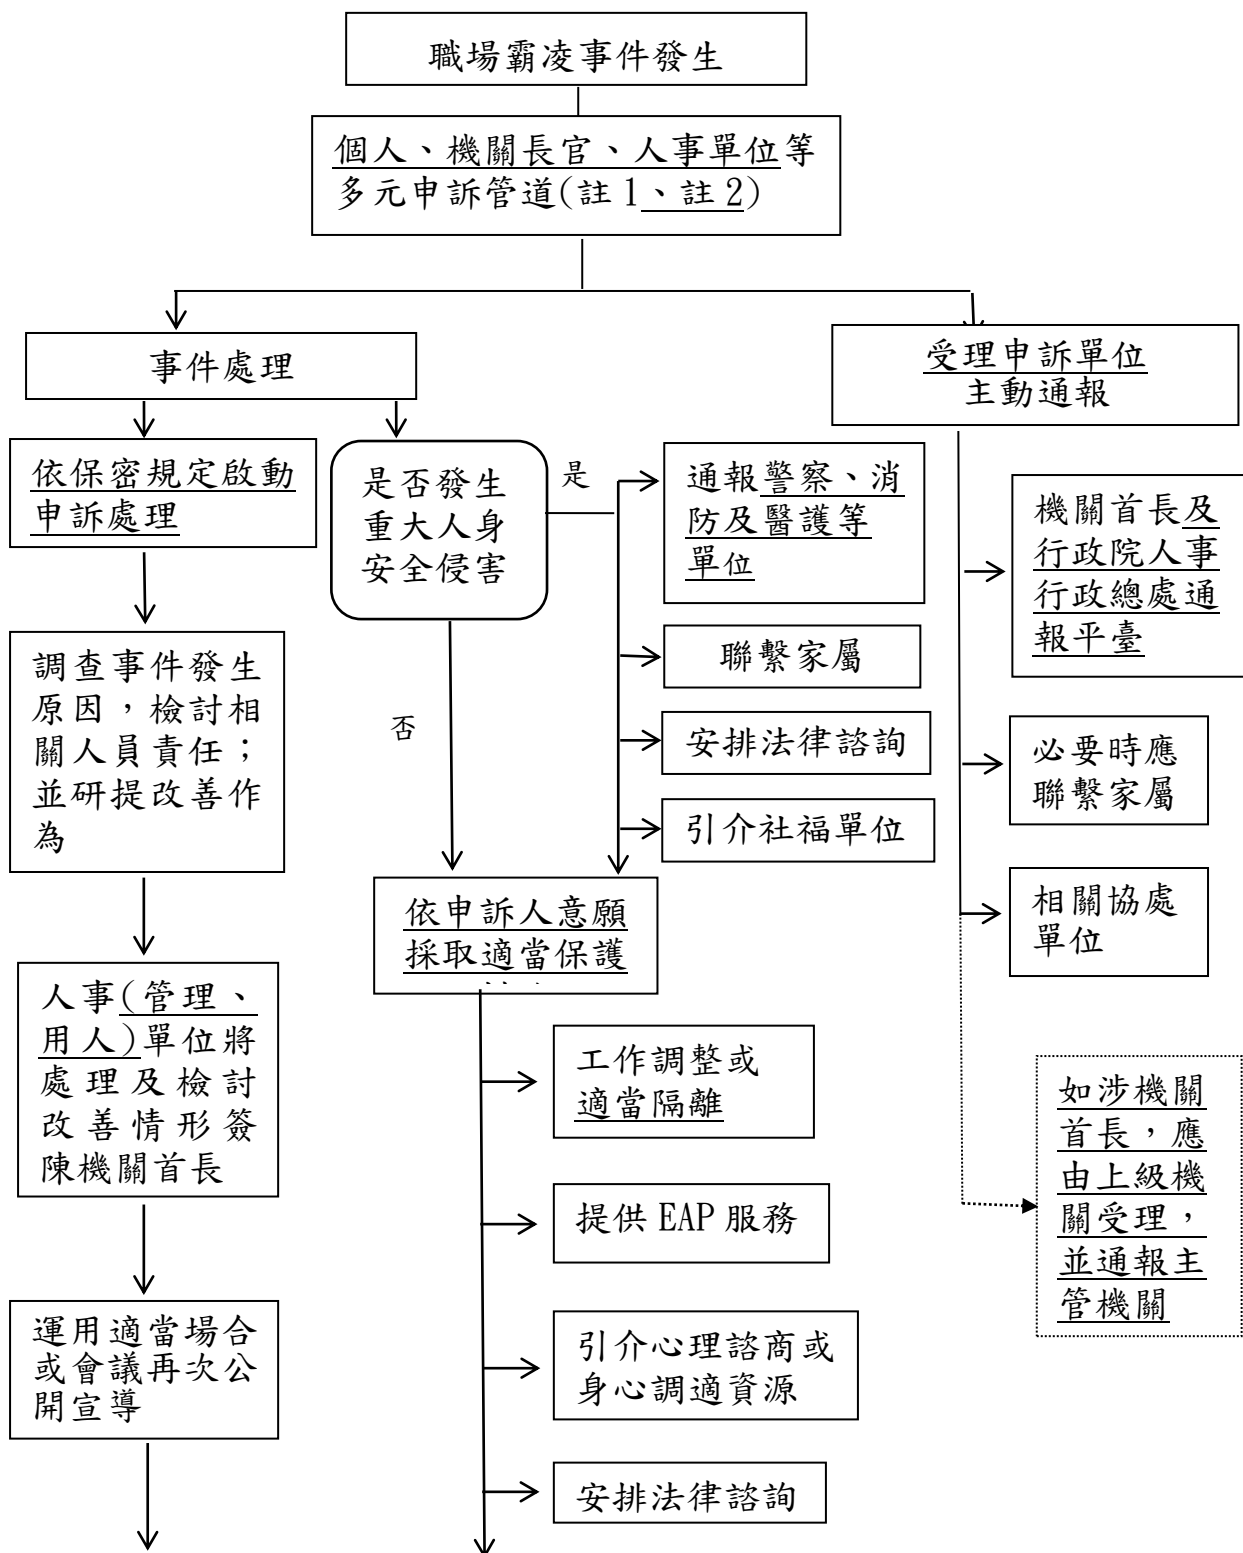 職場霸凌事件發生
個人、機關長官、人事單位等
多元申訴管道(註1、註2)
事件處理
受理申訴單位
主動通報
依保密規定啟動
申訴處理
是否發生
重大人身
安全侵害
是
否
通報警察、消
防及醫護等
單位
聯繫家屬
安排法律諮詢
引介社福單位
機關首長及
行政院人事
行政總處通
報平臺
必要時應
聯繫家屬
相關協處
單位
如涉機關
首長，應
由上級機
關受理，
並通報主
管機關
調查事件發生
原因，檢討相
關人員責任；
並研提改善作
為
人事(管理、
用人)單位將
處理及檢討
改善情形簽
陳機關首長
運用適當場合
或會議再次公
開宣導
依申訴人意願
採取適當保護
工作調整或
適當隔離
提供EAP服務
引介心理諮商或
身心調適資源
安排法律諮詢